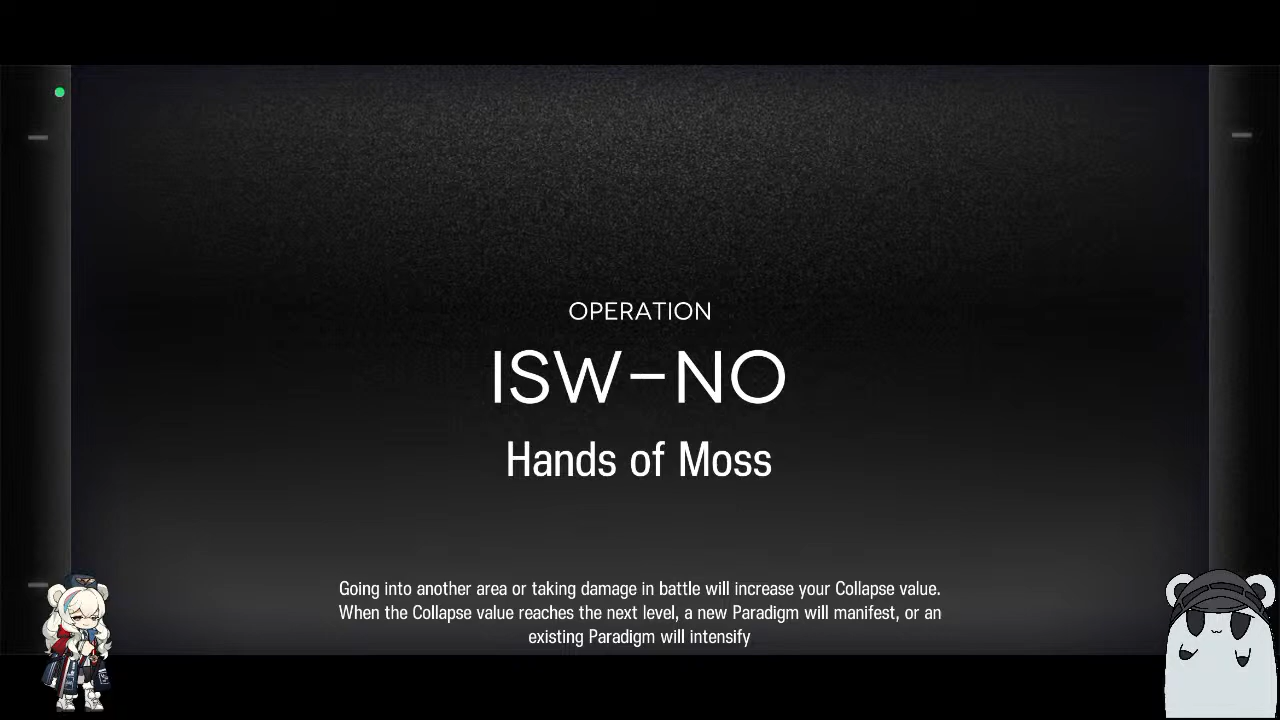 OPERATION
ISW-NO
Hands of Moss
Going into another area or taking damage in battle will increase your Collapse value.
When the Collapse value reaches the next level, a new Paradigm will manifest, or an
existing Paradigm will intensify